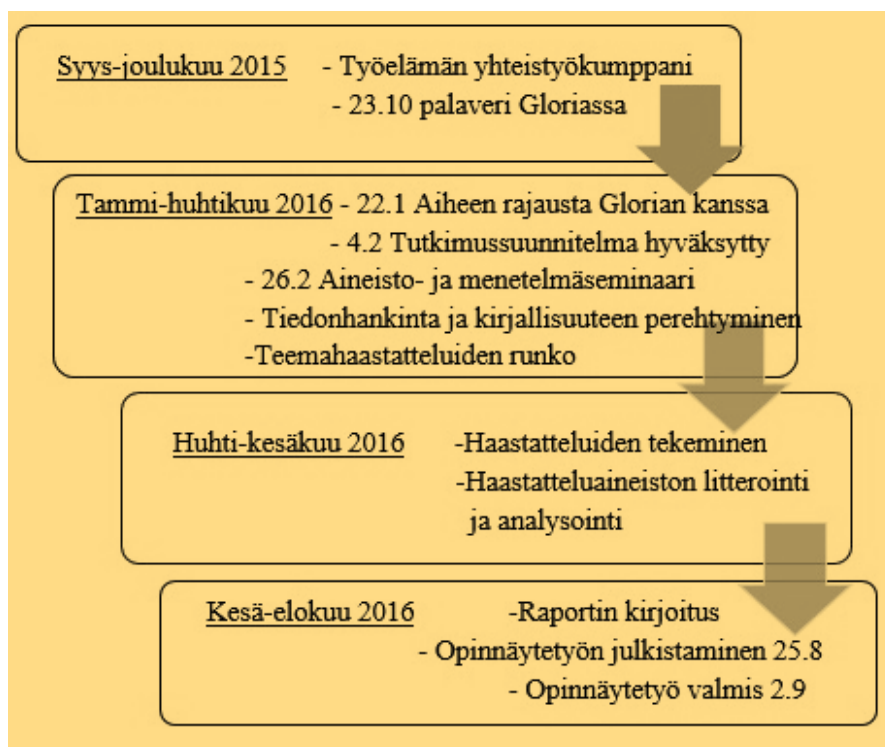 Syys-joulukuu 2015 - Työelämän yhteistyökumppani
- 23.10 palaveri Gloriassa
Tammi-huhtikuu 2016 - 22.1 Aiheen rajausta Glorian kanssa
- 4.2 Tutkimussuunnitelma hyväksytty
- 26.2 Aineisto- ja menetelmäseminaari
- Tiedonhankinta ja kirjallisuuteen perehtyminen
-Teemahaastatteluiden runko
Huhti-kesäkuu 2016 -Haastatteluiden tekeminen
-Haastatteluaineiston litterointi
ja analysointi
Kesä-elokuu 2016 -Raportin kirjoitus
- Opinnäytetyön julkistaminen 25.8
- Opinnäytetyö valmis 2.9